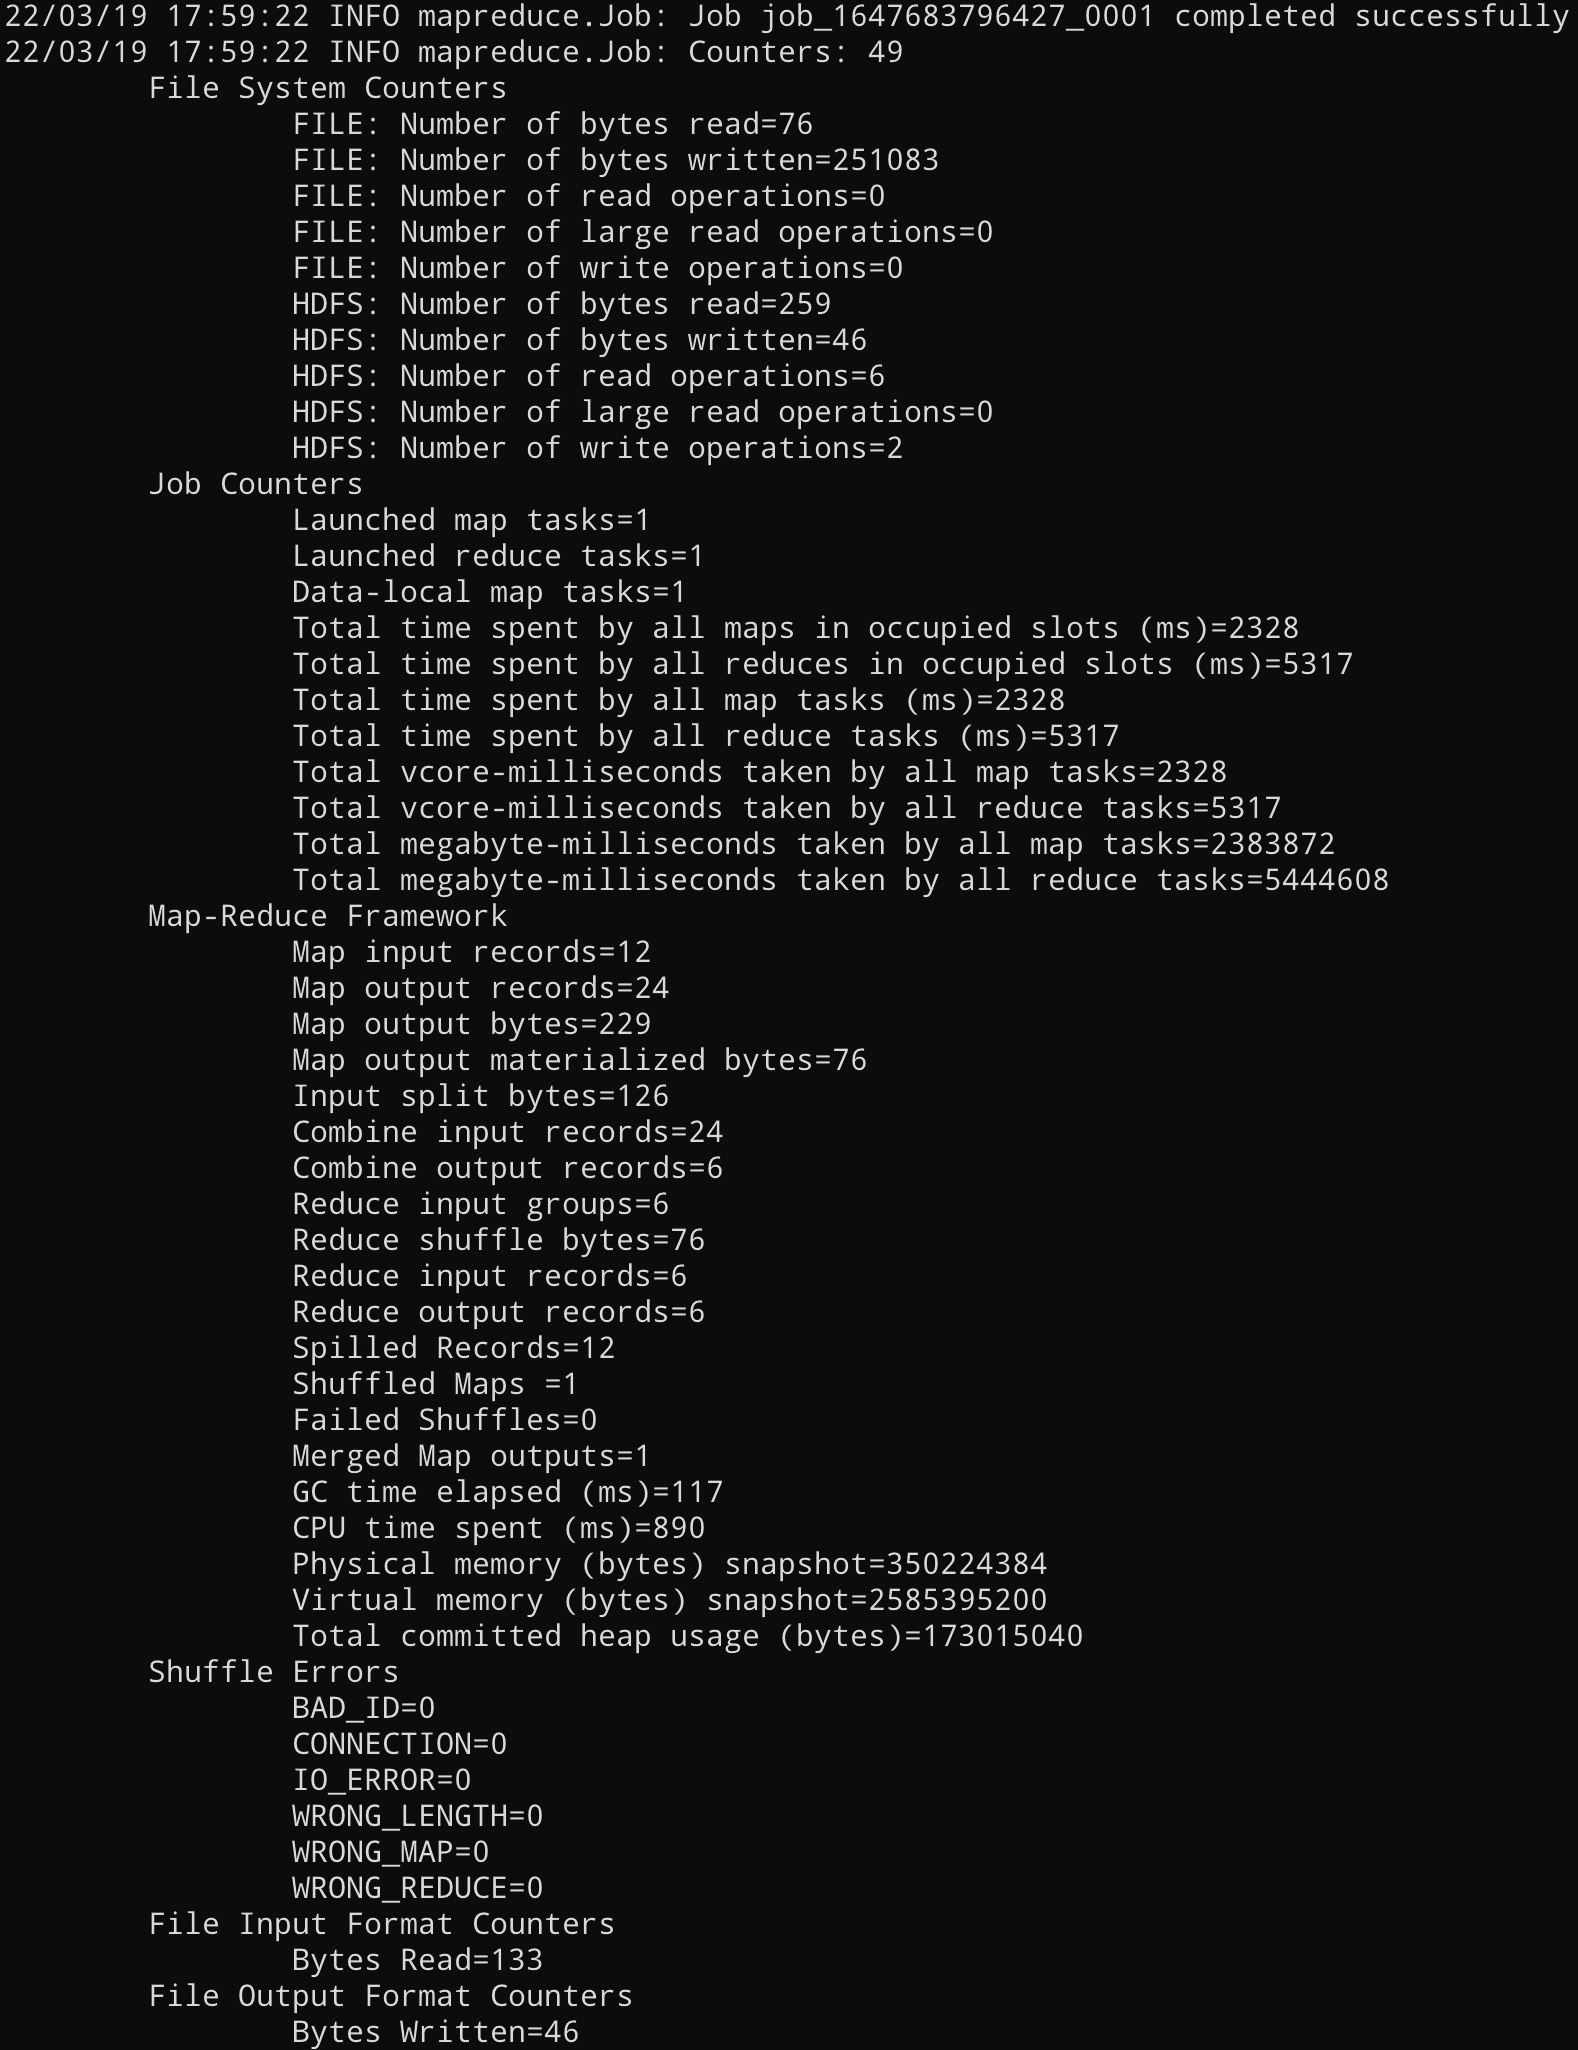 22/03/19 17:59:22 INFO mapreduce.Job: Job job_1647683796427_0001 completed successfully
22/03/19 17:59:22 INFO mapreduce.Job: Counters: 49
File System Counters
FILE: Number of bytes read=76
FILE: Number of bytes written=251083
FILE: Number of read operations=0
FILE: Number of large read operations=0
FILE: Number of write operations=0
HDFS: Number of bytes read=259
HDFS: Number of bytes written=46
HDFS: Number of read operations=6
HDFS: Number of large read operations=0
HDFS: Number of write operations=2
Job Counters
Launched map tasks=1
Launched reduce tasks=1
Data-local map tasks=1
Total time spent by all maps in occupied slots (ms)=2328
Total time spent by all reduces in occupied slots (ms)=5317
Total time spent by all map tasks (ms)=2328
Total time spent by all reduce tasks (ms)=5317
Total vcore-milliseconds taken by all map tasks=2328
Total vcore-milliseconds taken by all reduce tasks=5317
Total megabyte-milliseconds taken by all map tasks=2383872
Total megabyte-milliseconds taken by all reduce tasks=5444608
Map-Reduce Framework
Map input records=12
Map output records=24
Map output bytes=229
Map output materialized bytes=76
Input split bytes=126
Combine input records=24
Combine output records=6
Reduce input groups=6
Reduce shuffle bytes=76
Reduce input records=6
Reduce output records=6
Spilled Records=12
Shuffled Maps =1
Failed Shuffles=0
Merged Map outputs=1
GC time elapsed (ms)=117
CPU time spent (ms)=890
Physical memory (bytes) snapshot=350224384
Virtual memory (bytes) snapshot=2585395200
Total committed heap usage (bytes)=173015040
Shuffle Errors
BAD_ID=0
CONNECTION=0
IO_ERROR=0
WRONG_LENGTH=0
WRONG_MAP=0
WRONG_REDUCE=0
File Input Format Counters
Bytes Read=133
File Output Format Counters
Bytes Written=46